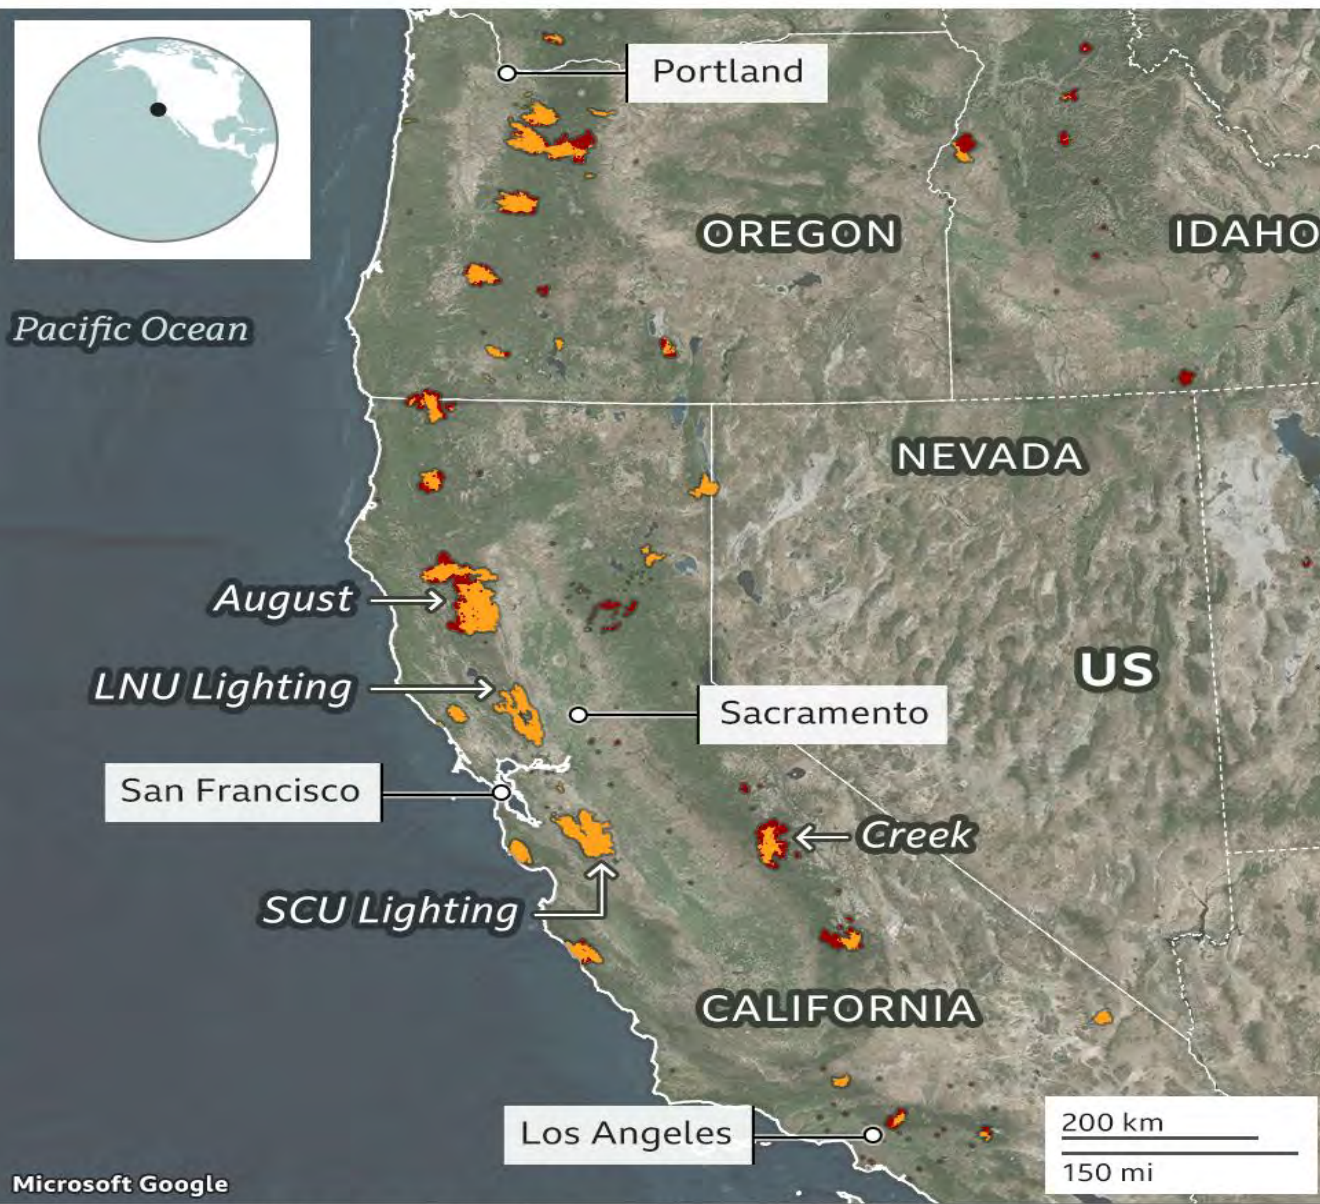 Portland
OREGON
IDAHO
Pacific Ocean
NEVADA
August
US
LNU Lighting
Sacramento
San Francisco
Creek
SCU Lighting
CALIFORNIA
200 km
Los Angeles
150 mi
Microsoft Google